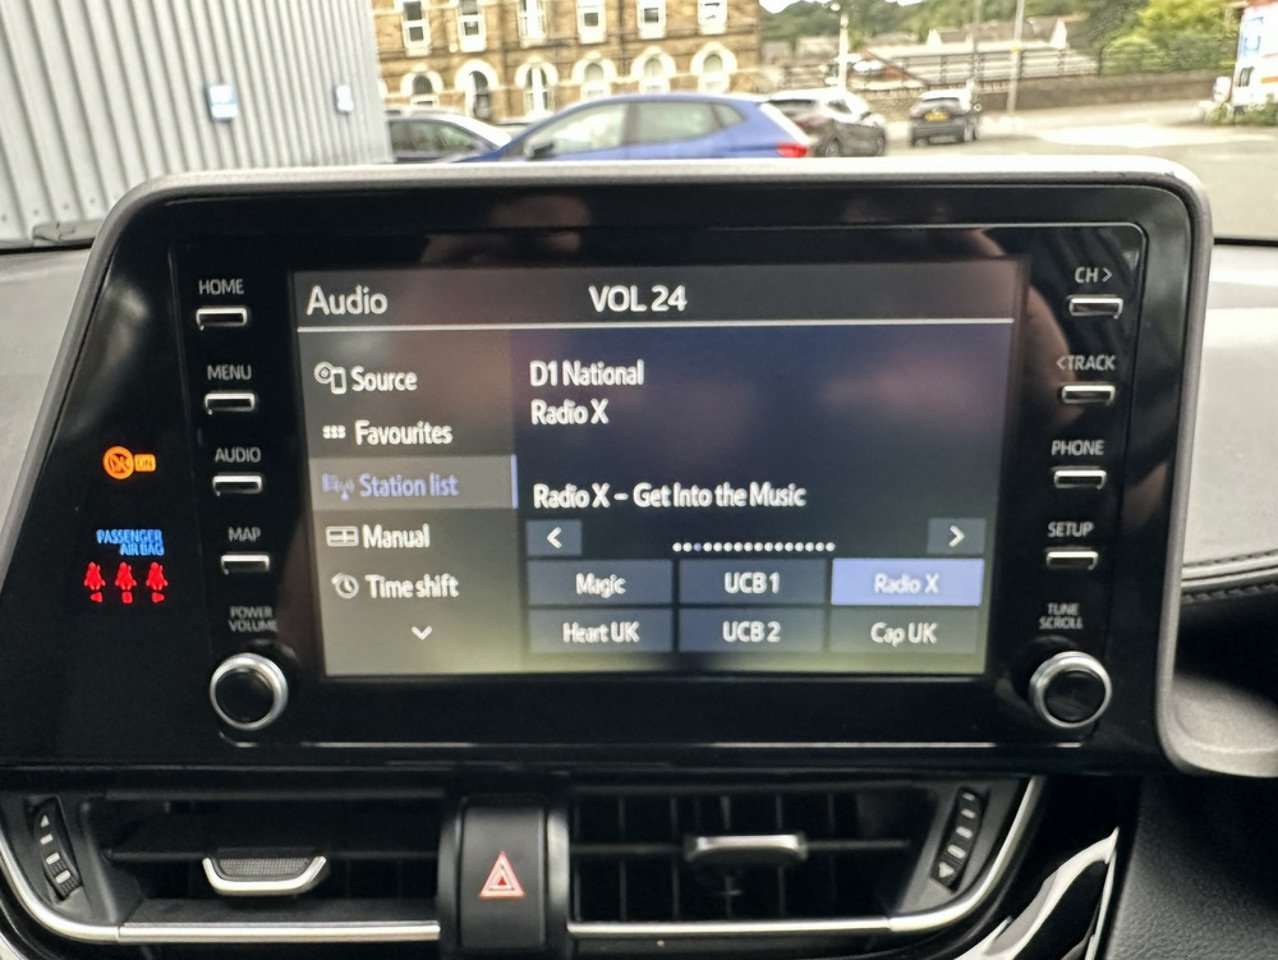 HOME
MENU
AUDIO
MAP
POWER
VOLUME
ON
PASSENGER
AIR BAG
Audio
VOL 24
Source
Favourites
Station list
Manual
Time shift
D1 National
Radio X
Radio X – Get Into the Music
<
>
Magic
UCB 1
Radio X
Heart UK
UCB 2
Cap UK
CH >
<TRACK
PHONE
SETUP
TUNE
SCROLL